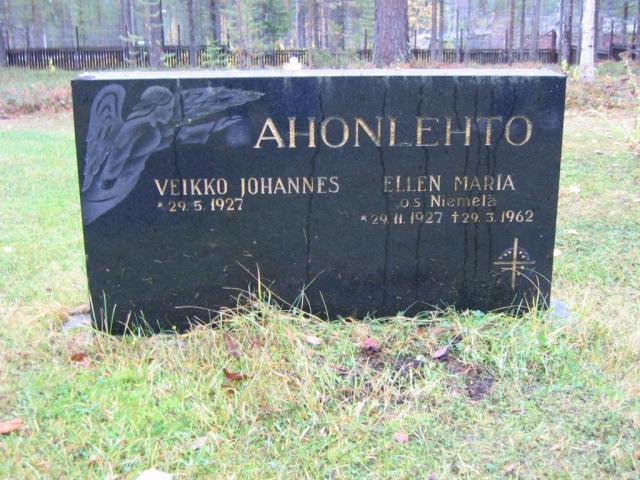 AHONLEHTO
VEIKKO JOHANNES
*29.5.1927
ELLEN MARIA
o.s. Niemelä
*29.11.1927 †29.3.1962